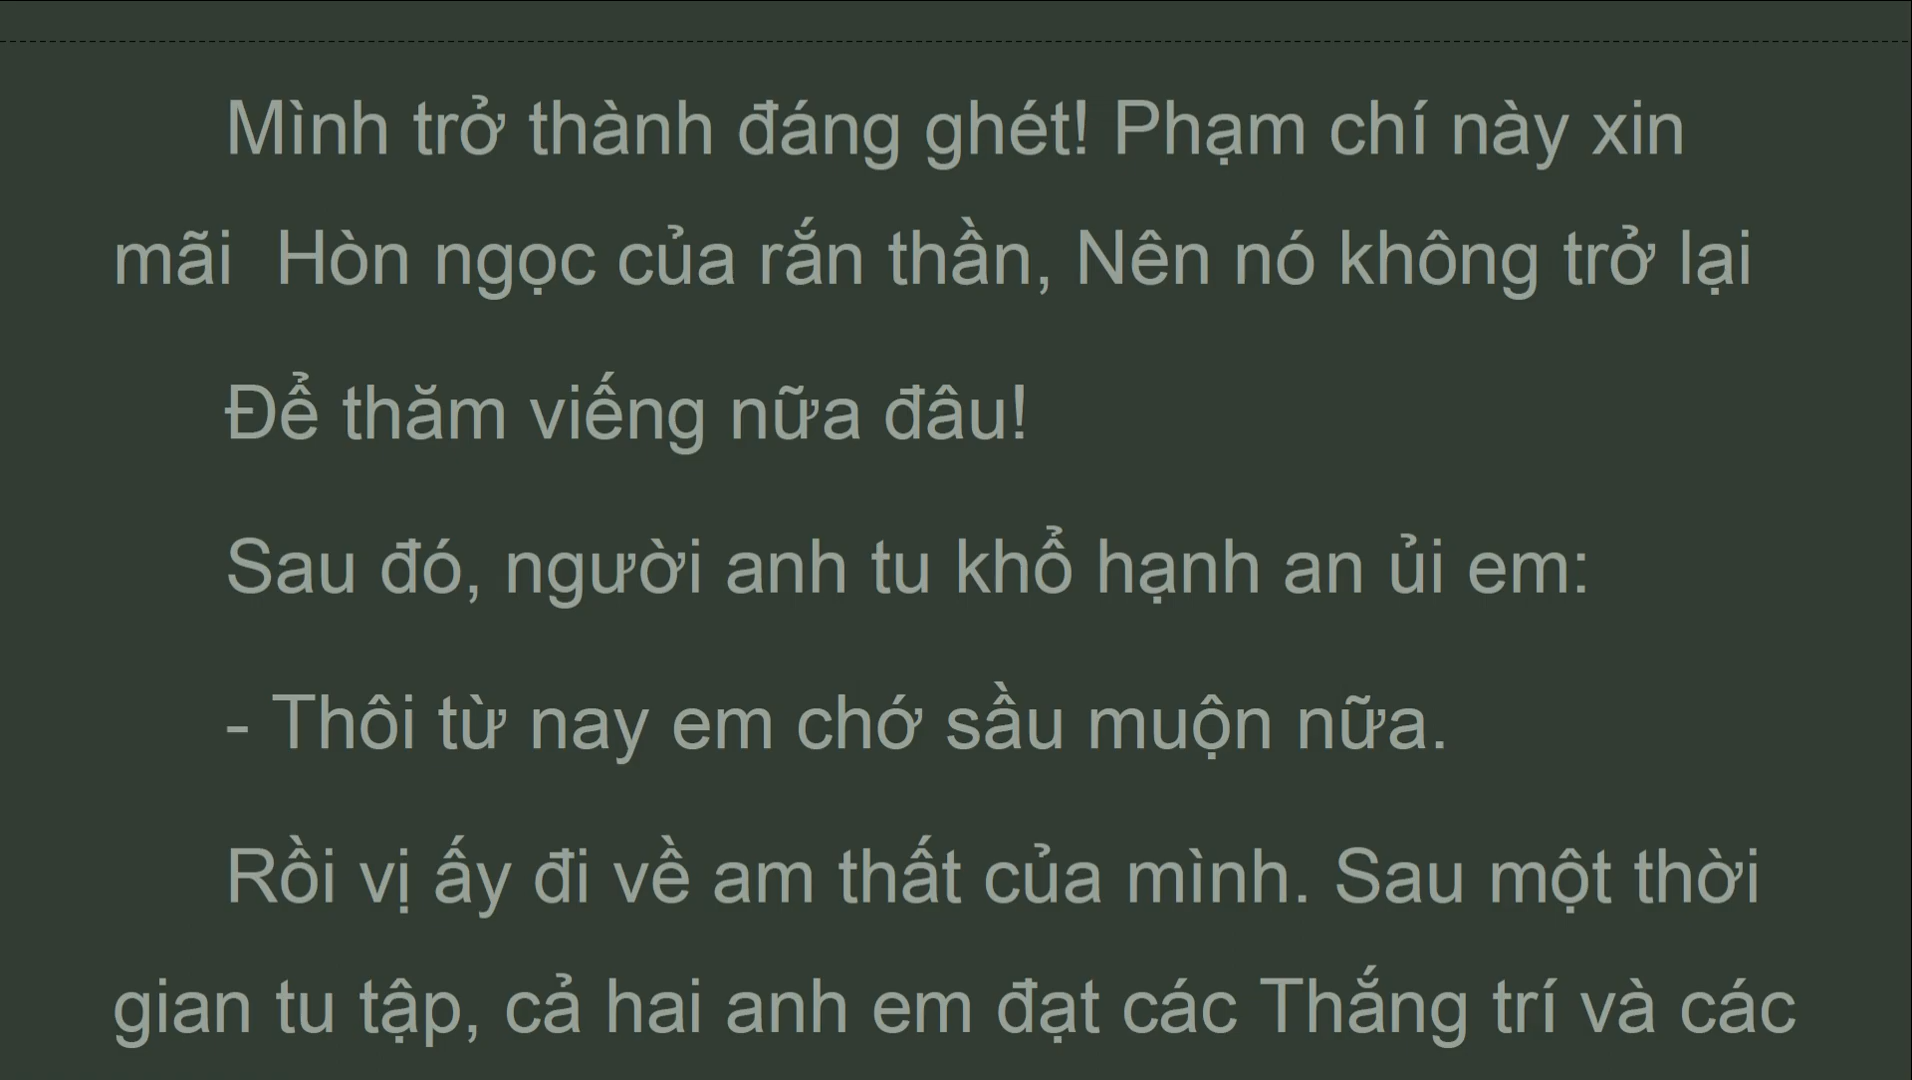 Mình trở thành đáng ghét! Phạm chí này xin
mãi  Hòn ngọc của rắn thần, Nên nó không trở lại
Để thăm viếng nữa đâu!
Sau đó, người anh tu khổ hạnh an ủi em:
- Thôi từ nay em chớ sầu muộn nữa.
Rồi vị ấy đi về am thất của mình. Sau một thời
gian tu tập, cả hai anh em đạt các Thắng trí và các